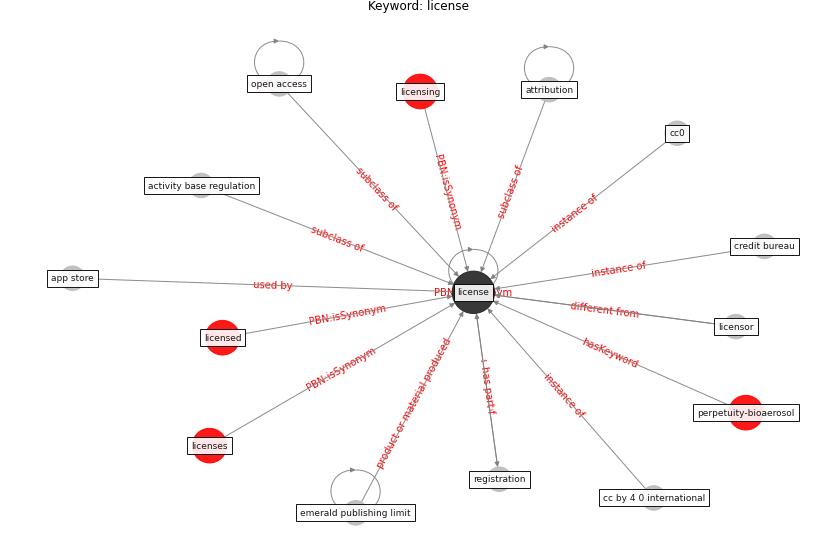 Keyword: license
open access
licensing
attribution
cc0
PBN:isSynonym
subclass of
subclass of
activity base regulation
instance of
subclass of
credit bureau
instance of
app store
used by
license
different from
PBN:isSynonym
licensor
licensed
hasKeyword
PBN:isSynonym
perpetuity-bioaerosol
instance of
has part
product or material produced
licenses
registration
cc by 4 0 international
emerald publishing limit